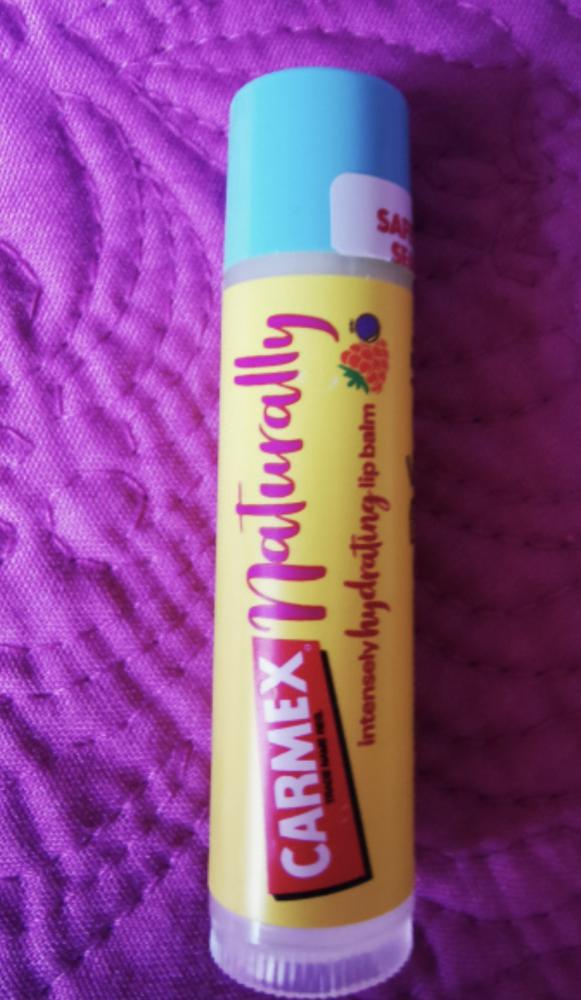 CARMEX
Naturally
intensely hydrating lip balm